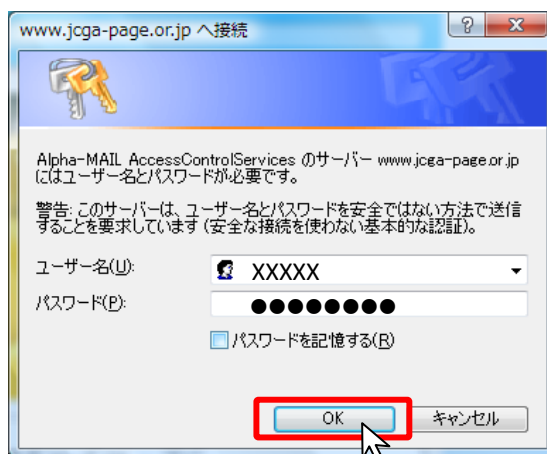 www.jcga-page.or.jp へ接続
?
X
Alpha-MAIL AccessControlServices のサーバー www.jcga-page.or.jp
にはユーザー名とパスワードが必要です。
警告: このサーバーは、ユーザー名とパスワードを安全ではない方法で送信
することを要求しています (安全な接続を使わない基本的な認証)。
ユーザー名(U):
XXXXX
パスワード(P):
●●●●●●●●
パスワードを記憶する(R)
OK
キャンセル